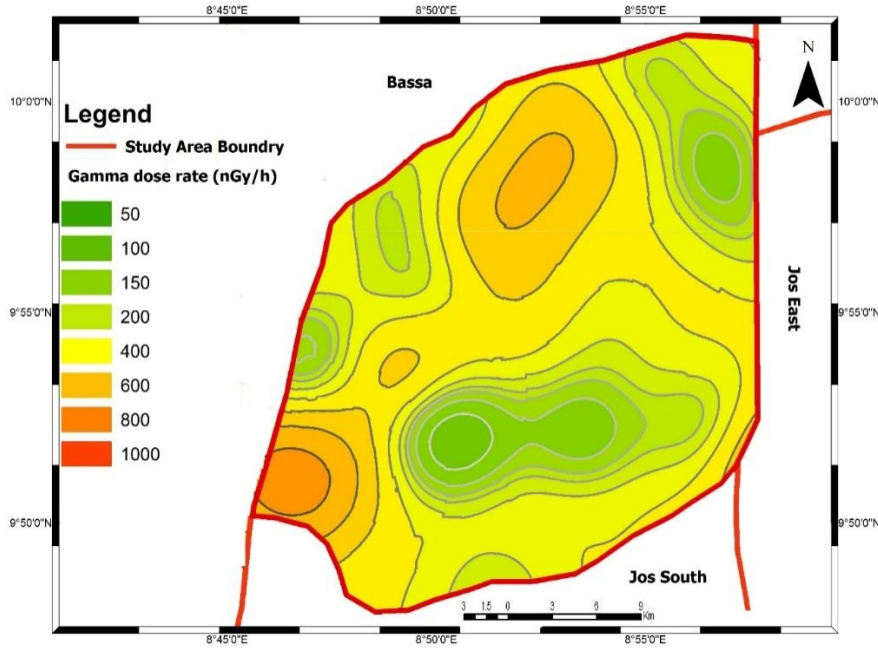 8°45'0"E 8°50'0"E 8°55'0"E
N
Bassa
10°0'0"N 10°0'0"N
Legend
Study Area Boundry
Gamma dose rate (nGy/h)
50
100
150
200
400
600
800
1000
Jos East
9°55'0"N 9°55'0"N
9°50'0"N 9°50'0"N
Jos South
3 1.5 0 3 6 9
Km
8°45'0"E 8°50'0"E 8°55'0"E